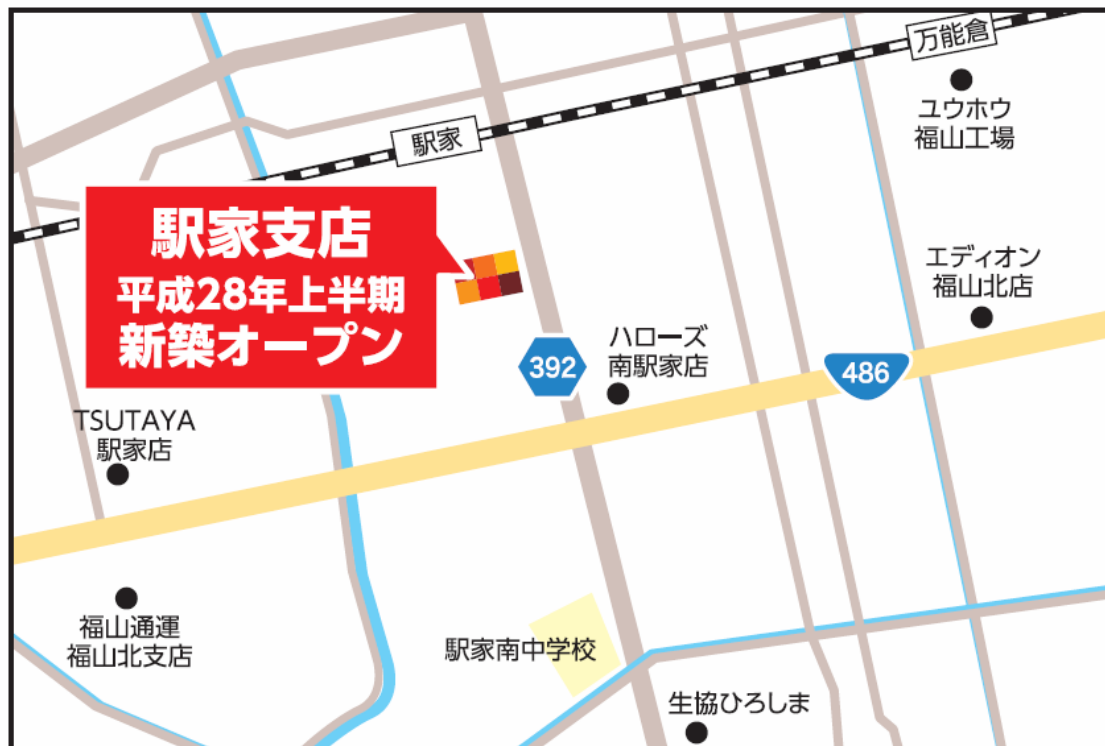 万能倉
ユウホウ
福山工場
駅家
駅家支店
平成28年上半期
新築オープン
エディオン
福山北店
ハローズ
南駅家店
392
486
TSUTAYA
駅家店
福山通運
福山北支店
駅家南中学校
生協ひろしま